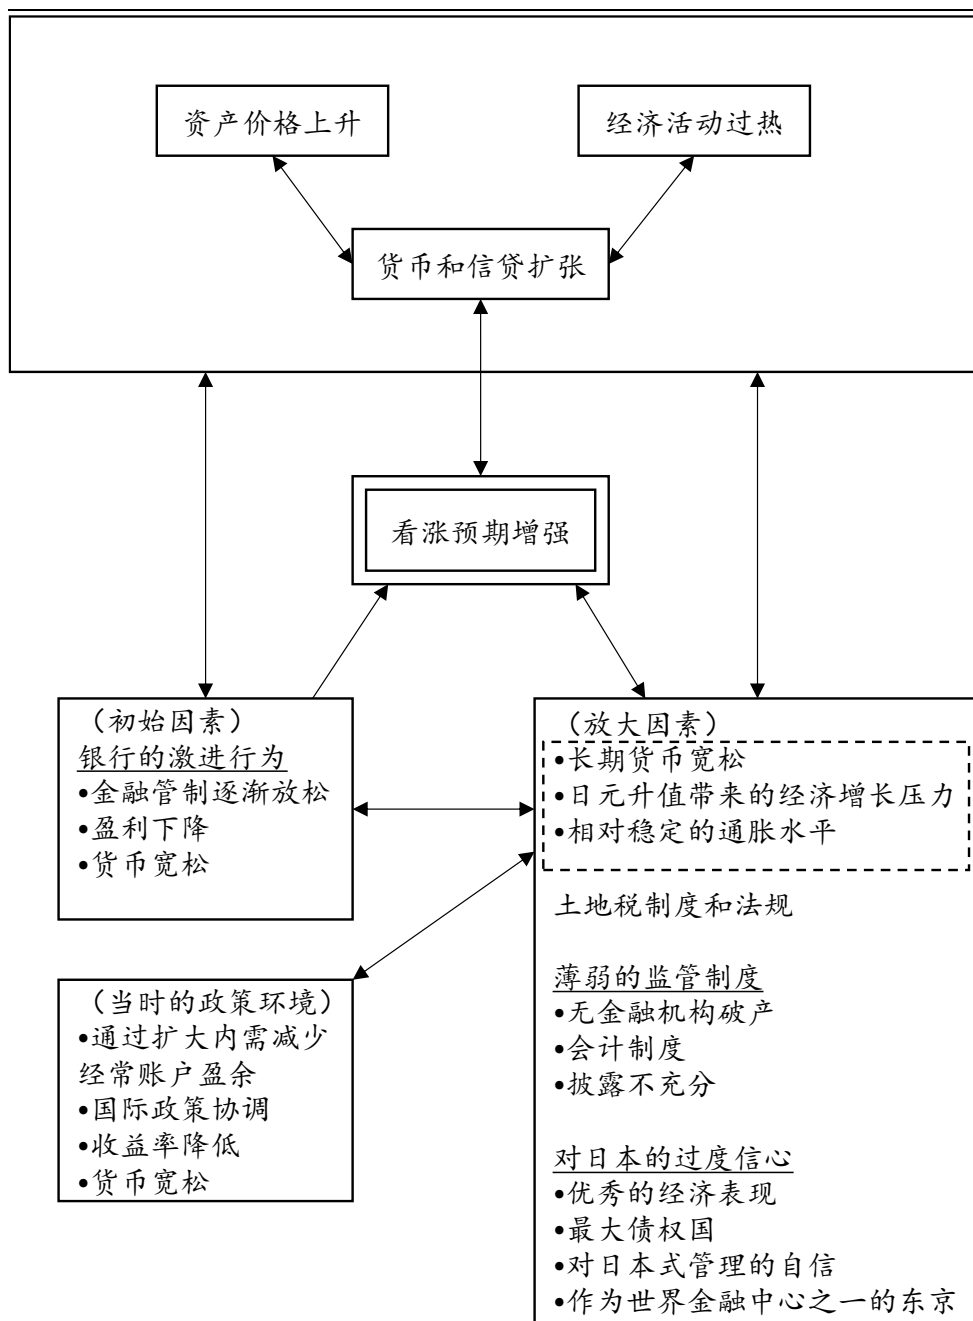 资产价格上升
经济活动过热
货币和信贷扩张
看涨预期增强
（初始因素）
银行的激进行为
•金融管制逐渐放松
•盈利下降
•货币宽松
（放大因素）
•长期货币宽松
•日元升值带来的经济增长压力
•相对稳定的通胀水平
土地税制度和法规
薄弱的监管制度
•无金融机构破产
•会计制度
•披露不充分
对日本的过度信心
•优秀的经济表现
•最大债权国
•对日本式管理的自信
•作为世界金融中心之一的东京
（当时的政策环境）
•通过扩大内需减少
经常账户盈余
•国际政策协调
•收益率降低
•货币宽松